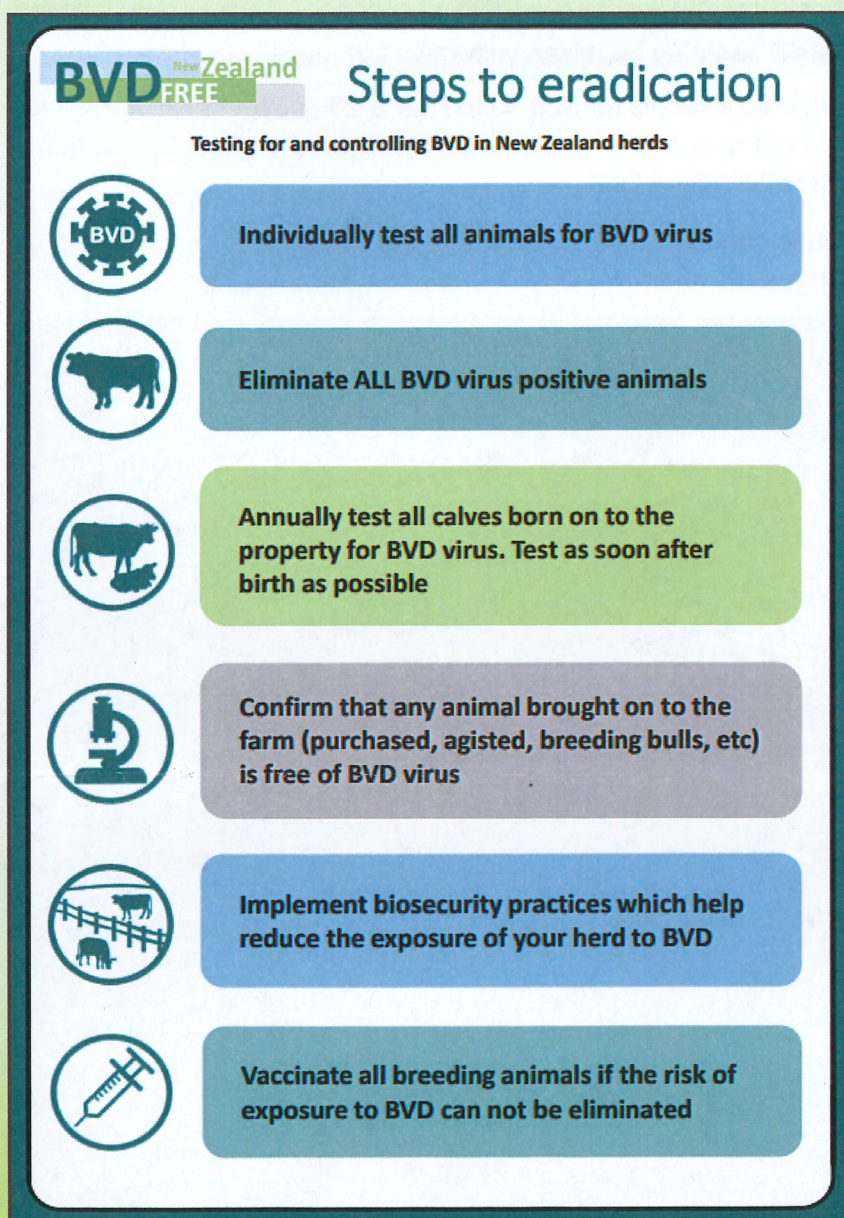 BVD New Zealand
FREE
Steps to eradication
Testing for and controlling BVD in New Zealand herds
BVD
Individually test all animals for BVD virus
Eliminate ALL BVD virus positive animals
Annually test all calves born on to the
property for BVD virus. Test as soon after
birth as possible
Confirm that any animal brought on to the
farm (purchased, agisted, breeding bulls, etc)
is free of BVD virus
Implement biosecurity practices which help
reduce the exposure of your herd to BVD
Vaccinate all breeding animals if the risk of
exposure to BVD can not be eliminated